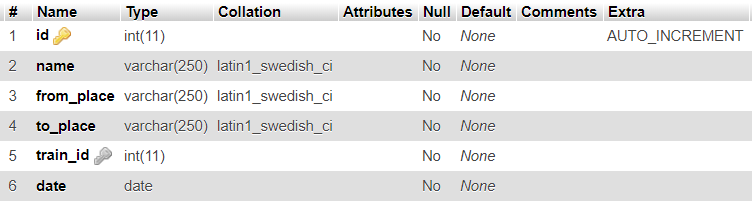 # Name Type Collation Attributes Null Default Comments Extra
1 id int(11) No None AUTO_INCREMENT
2 name varchar(250) latin1_swedish_ci No None
3 from_place varchar(250) latin1_swedish_ci No None
4 to_place varchar(250) latin1_swedish_ci No None
5 train_id int(11) No None
6 date date No None